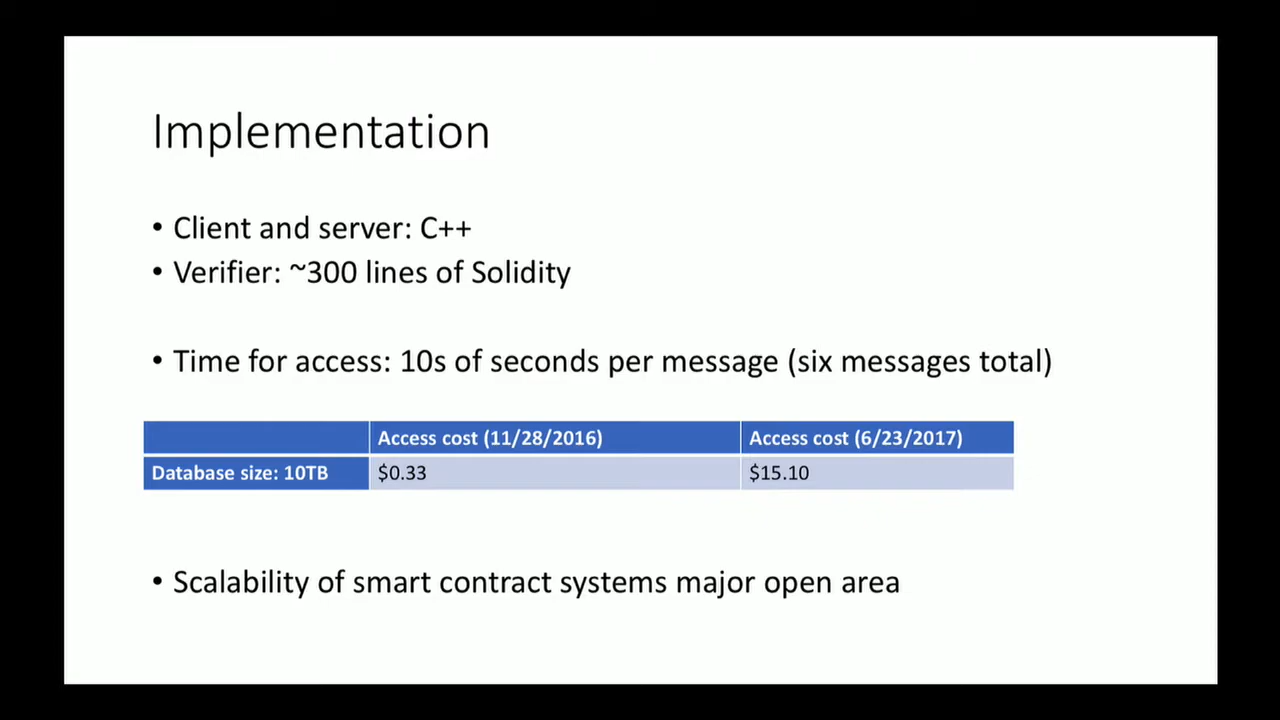 Implementation
• Client and server: C++
• Verifier: ~300 lines of Solidity
• Time for access: 10s of seconds per message (six messages total)
Access cost (11/28/2016) Access cost (6/23/2017)
Database size: 10TB $0.33 $15.10
• Scalability of smart contract systems major open area